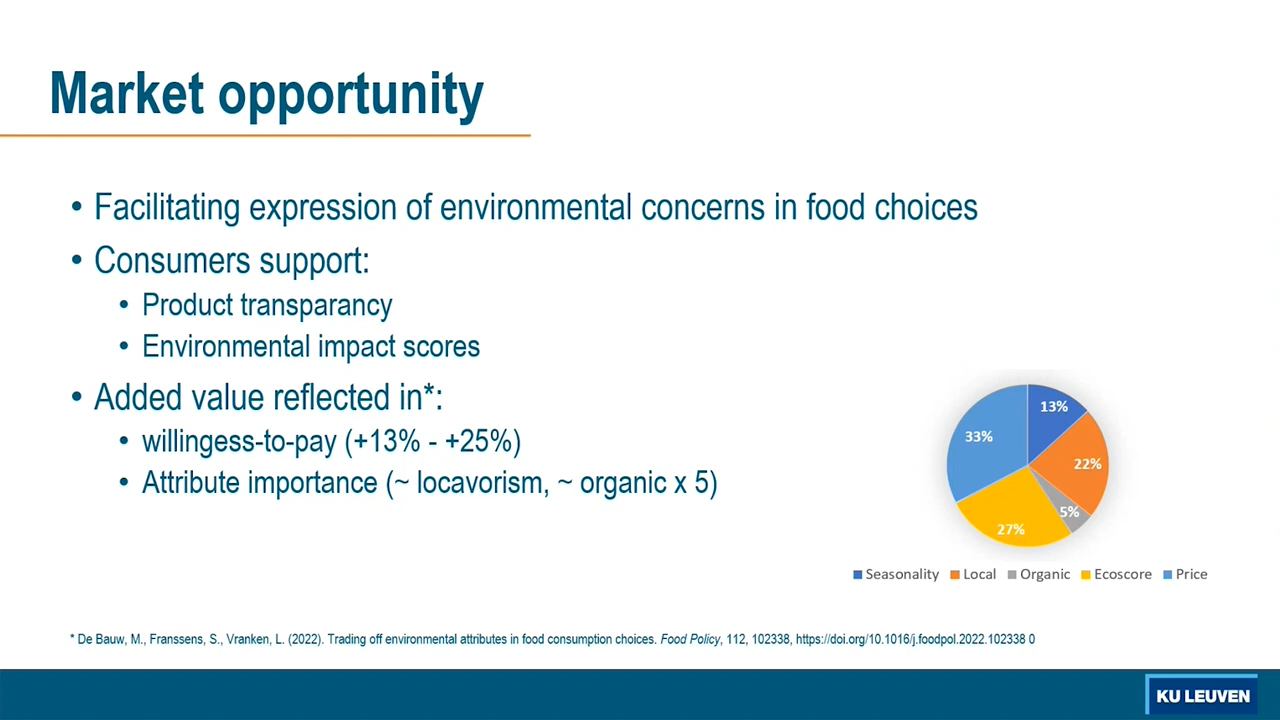 Market opportunity
• Facilitating expression of environmental concerns in food choices
• Consumers support:
• Product transparancy
• Environmental impact scores
• Added value reflected in*:
• willingess-to-pay (+13% - +25%)
• Attribute importance (~ locavorism, ~ organic x 5)
13%
33%
22%
5%
27%
Seasonality Local Organic Ecoscore Price
* De Bauw, M., Franssens, S., Vranken, L. (2022). Trading off environmental attributes in food consumption choices. Food Policy, 112, 102338, https://doi.org/10.1016/j.foodpol.2022.102338 0
KU LEUVEN